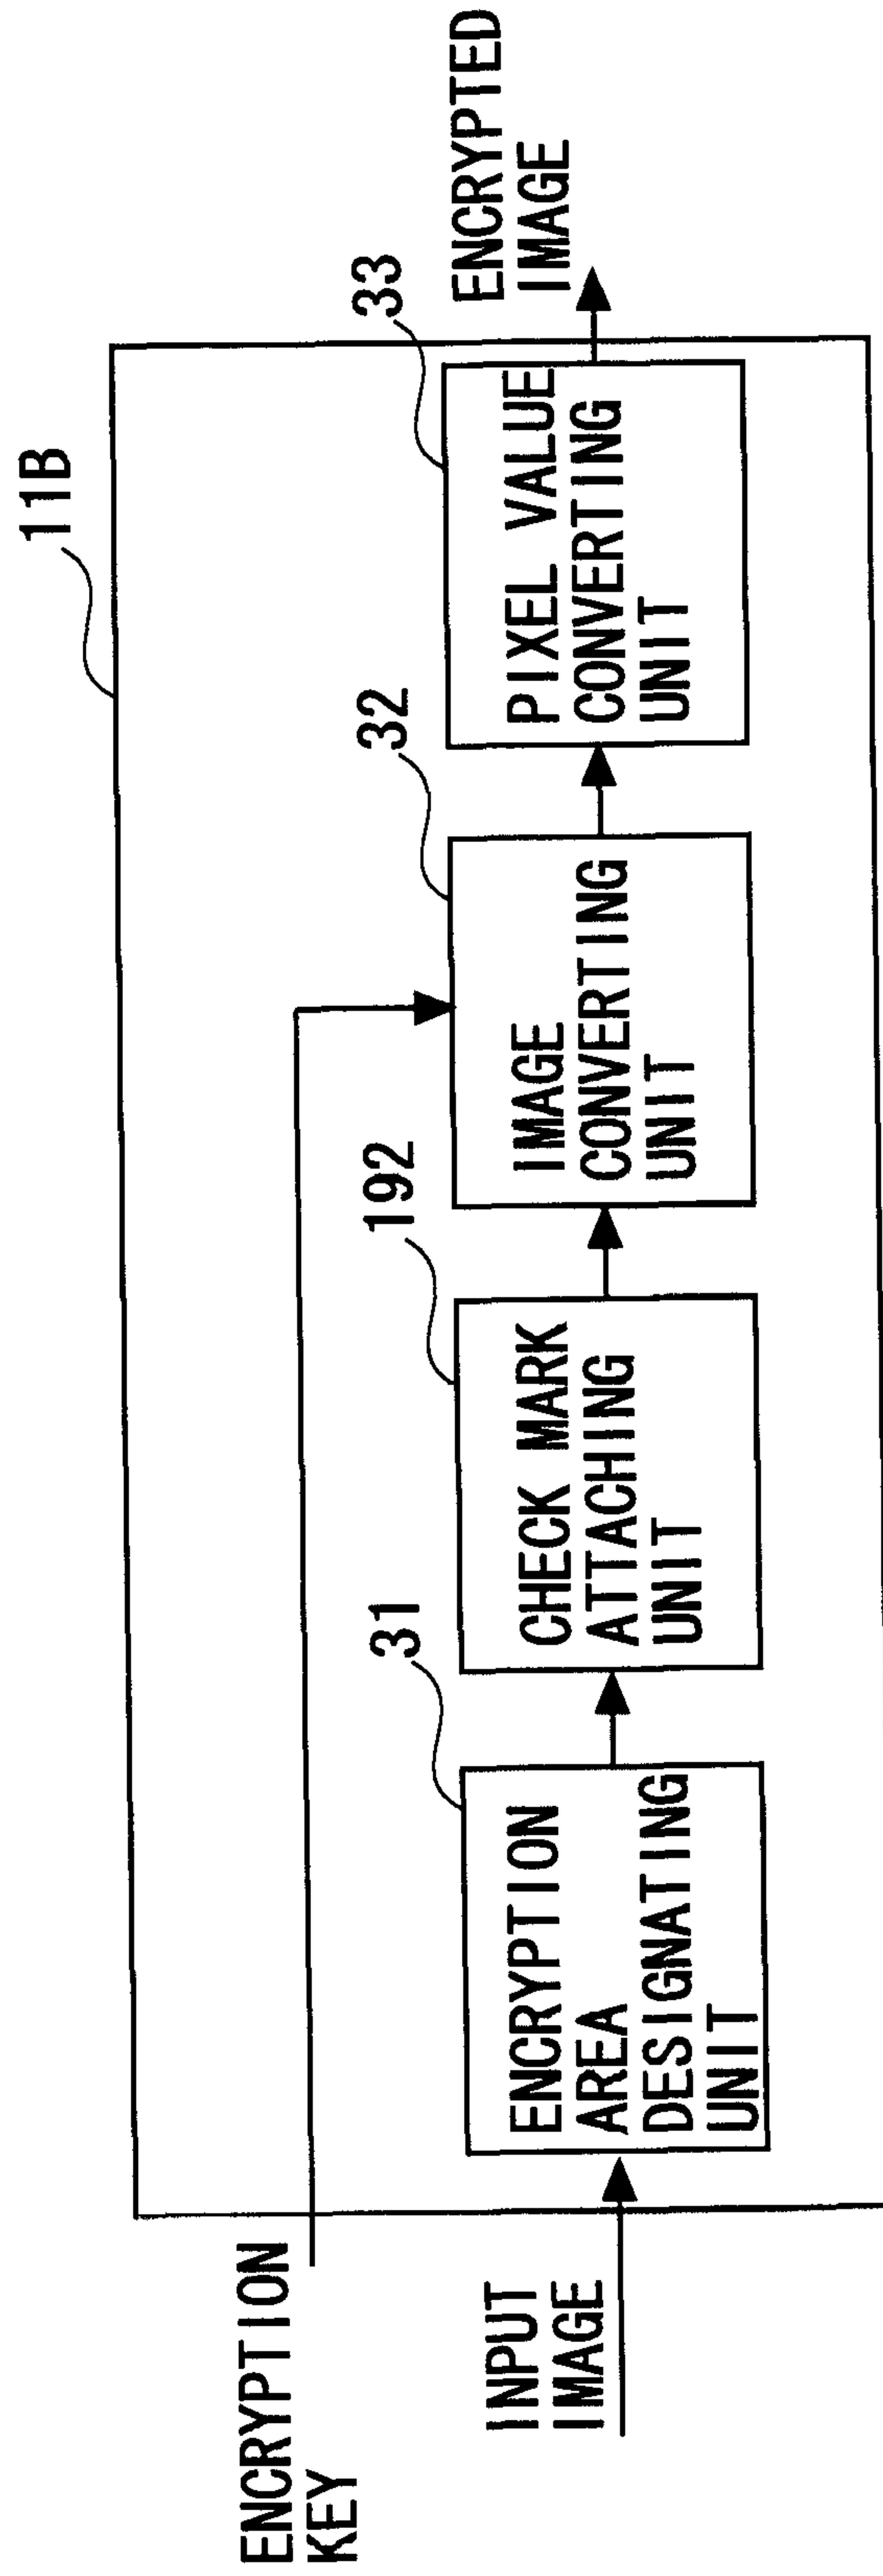 11B
ENCRYPTION
KEY
31
192
32
33
INPUT
IMAGE
ENCRYPTION
AREA
DESIGNATING
UNIT
CHECK MARK
ATTACHING
UNIT
IMAGE
CONVERTING
UNIT
PIXEL VALUE
CONVERTING
UNIT
ENCRYPTED
IMAGE